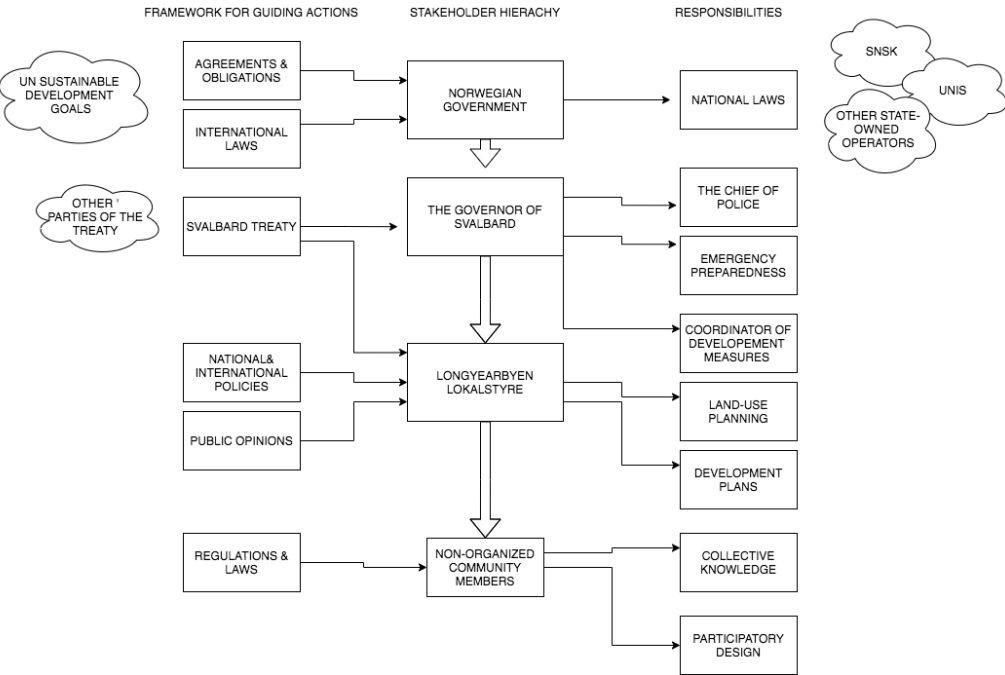 FRAMEWORK FOR GUIDING ACTIONS
STAKEHOLDER HIERACHY
RESPONSIBILITIES
UN SUSTAINABLE
DEVELOPMENT
GOALS
AGREEMENTS &
OBLIGATIONS
INTERNATIONAL
LAWS
NORWEGIAN
GOVERNMENT
NATIONAL LAWS
SNSK
UNIS
OTHER STATE-
OWNED
OPERATORS
OTHER '
PARTIES OF THE
TREATY
SVALBARD TREATY
THE GOVERNOR OF
SVALBARD
THE CHIEF OF
POLICE
EMERGENCY
PREPAREDNESS
COORDINATOR OF
DEVELOPEMENT
MEASURES
NATIONAL&
INTERNATIONAL
POLICIES
PUBLIC OPINIONS
LONGYEARBYEN
LOKALSTYRE
LAND-USE
PLANNING
DEVELOPMENT
PLANS
REGULATIONS &
LAWS
NON-ORGANIZED
COMMUNITY
MEMBERS
COLLECTIVE
KNOWLEDGE
PARTICIPATORY
DESIGN